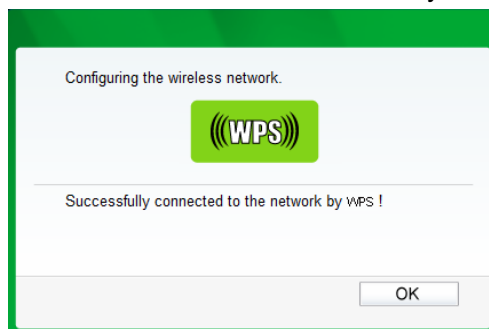 Configuring the wireless network.
(((WPS)))
Successfully connected to the network by WPS !
OK